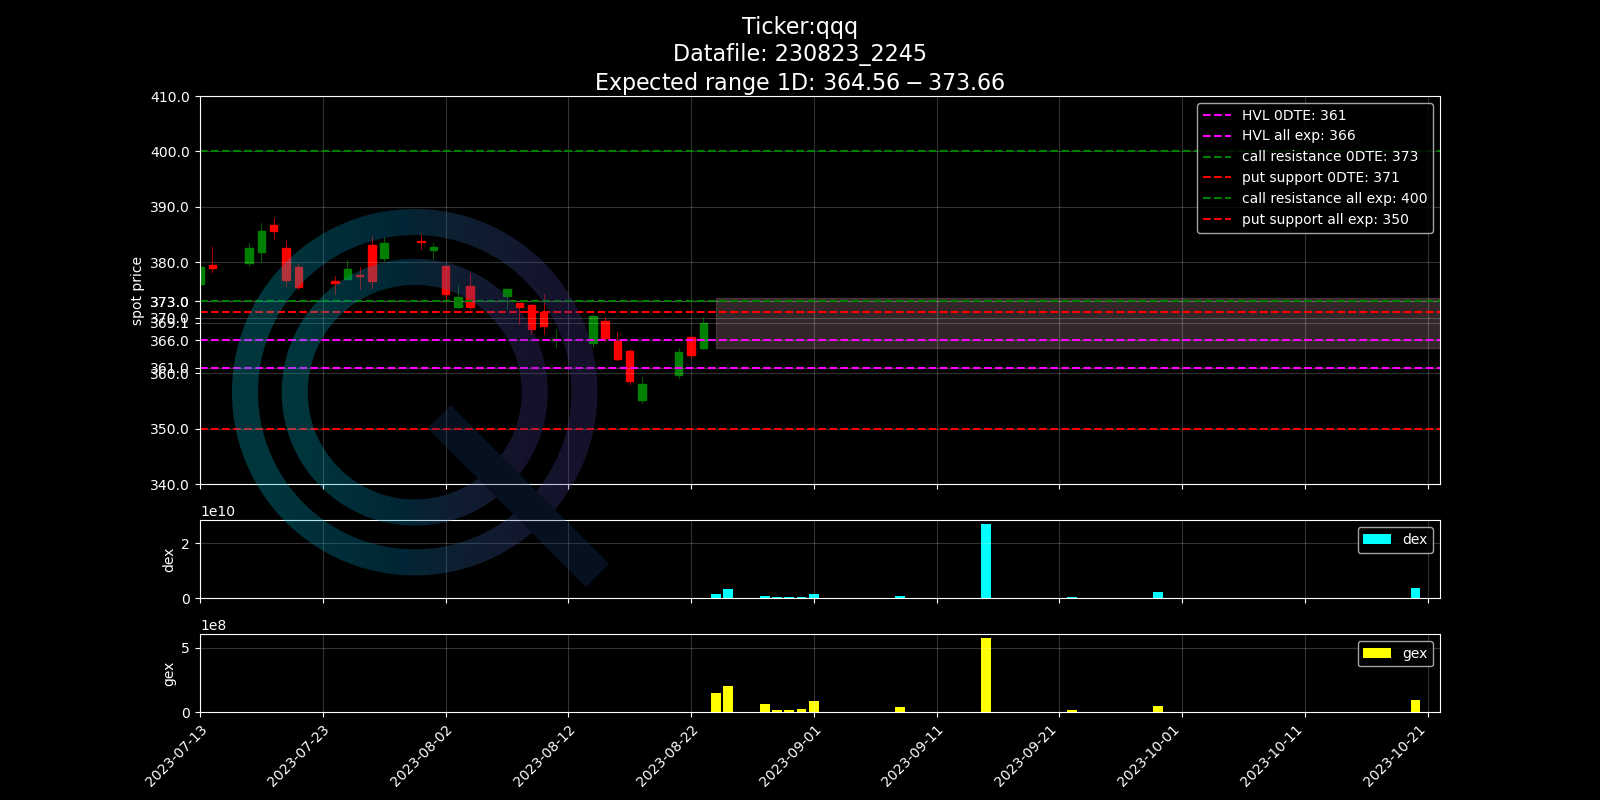 Ticker:qqq
Datafile: 230823_2245
Expected range 1D: 364.56 − 373.66
HVL 0DTE: 361
HVL all exp: 366
call resistance 0DTE: 373
put support 0DTE: 371
call resistance all exp: 400
put support all exp: 350
spot price
410.0
400.0
390.0
380.0
373.0
370.0
369.1
366.0
361.0
360.0
350.0
340.0
1e10
dex
2
0
dex
1e8
gex
5
0
gex
2023-07-13
2023-07-23
2023-08-02
2023-08-12
2023-08-22
2023-09-01
2023-09-11
2023-09-21
2023-10-01
2023-10-11
2023-10-21